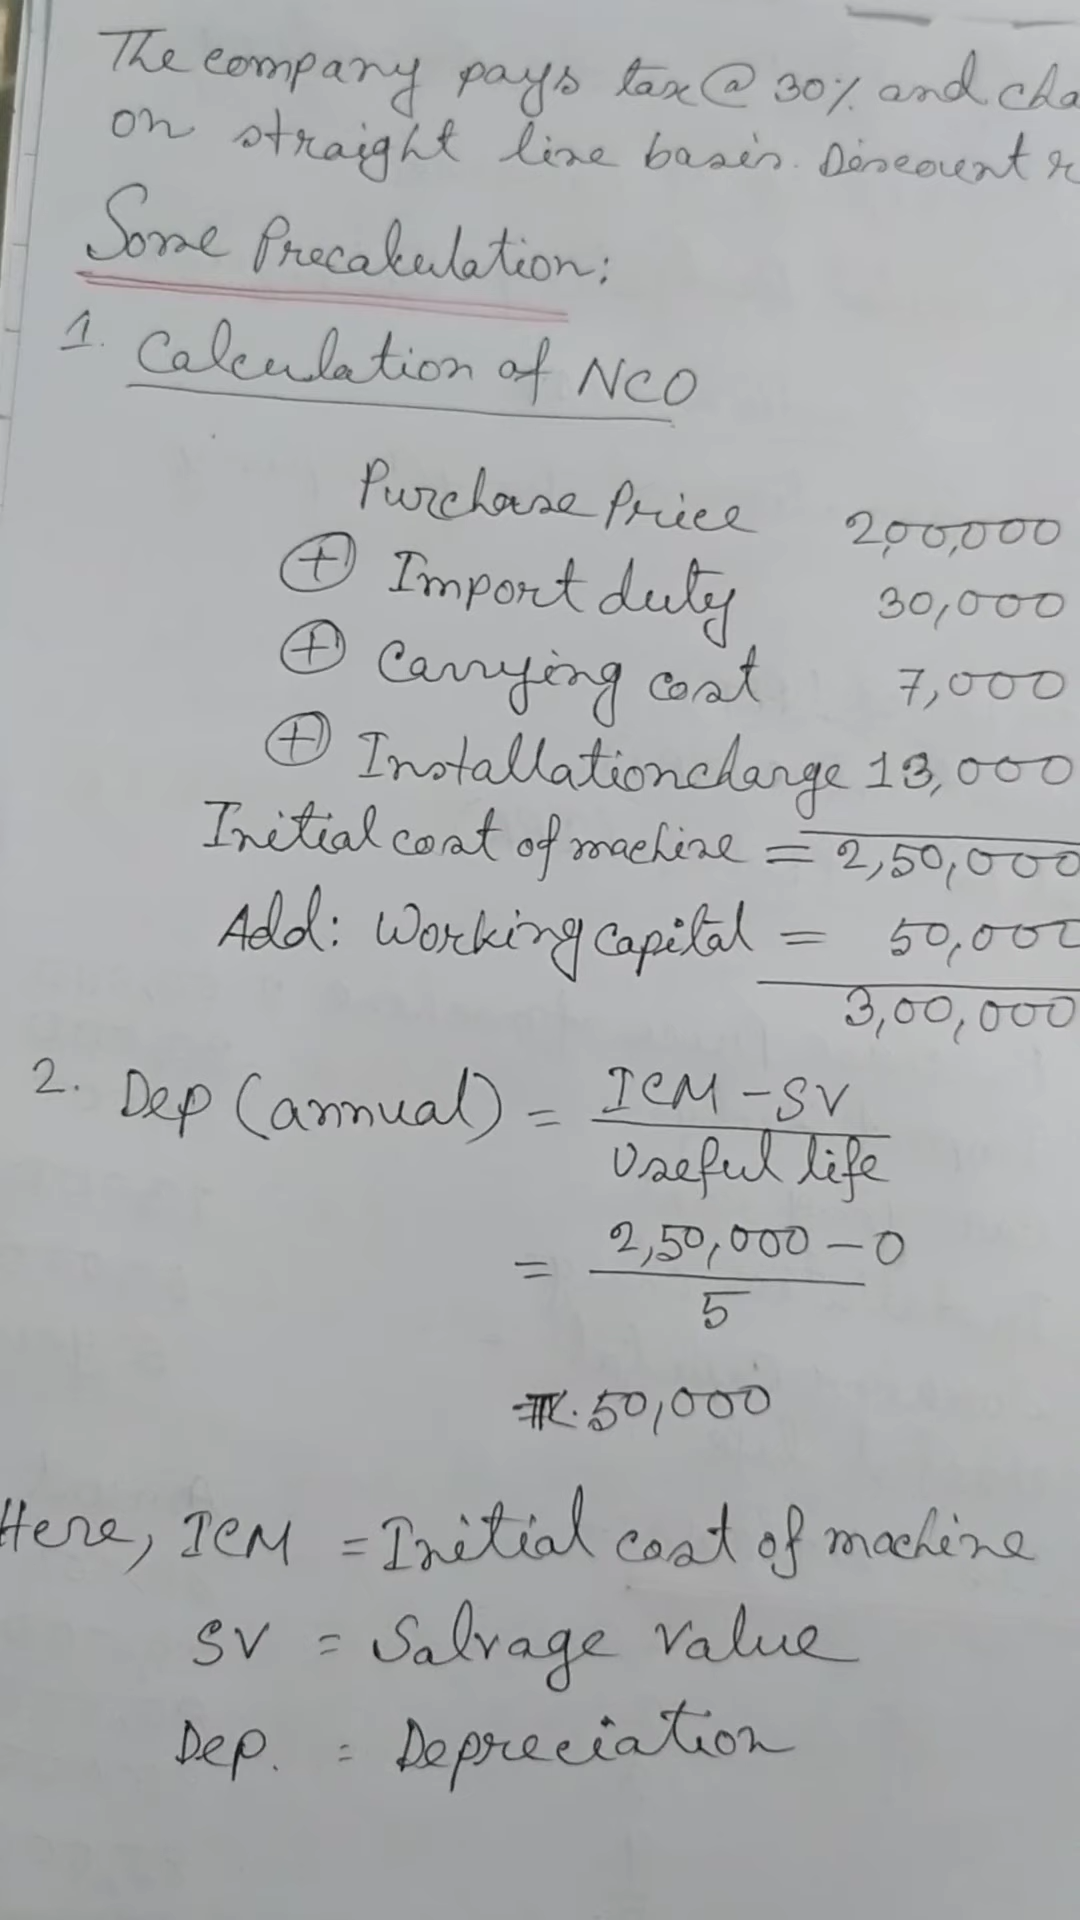 The company pays tax @ 30% and cha
on straight line basis. Discount r
Some Precalculation:
1. Calculation of NCO
Purchase Price 2,00,000
(+) Import duty 30,000
(+) Carrying cost 7,000
(+) Installation charge 13,000
Initial cost of machine = 2,50,000
Add: Working capital = 50,000
3,00,000
2. Dep (annual) = ICM - SV
Useful life
= 2,50,000 - 0
5
= 50,000
Here, ICM = Initial cost of machine
SV = Salvage Value
Dep. = Depreciation